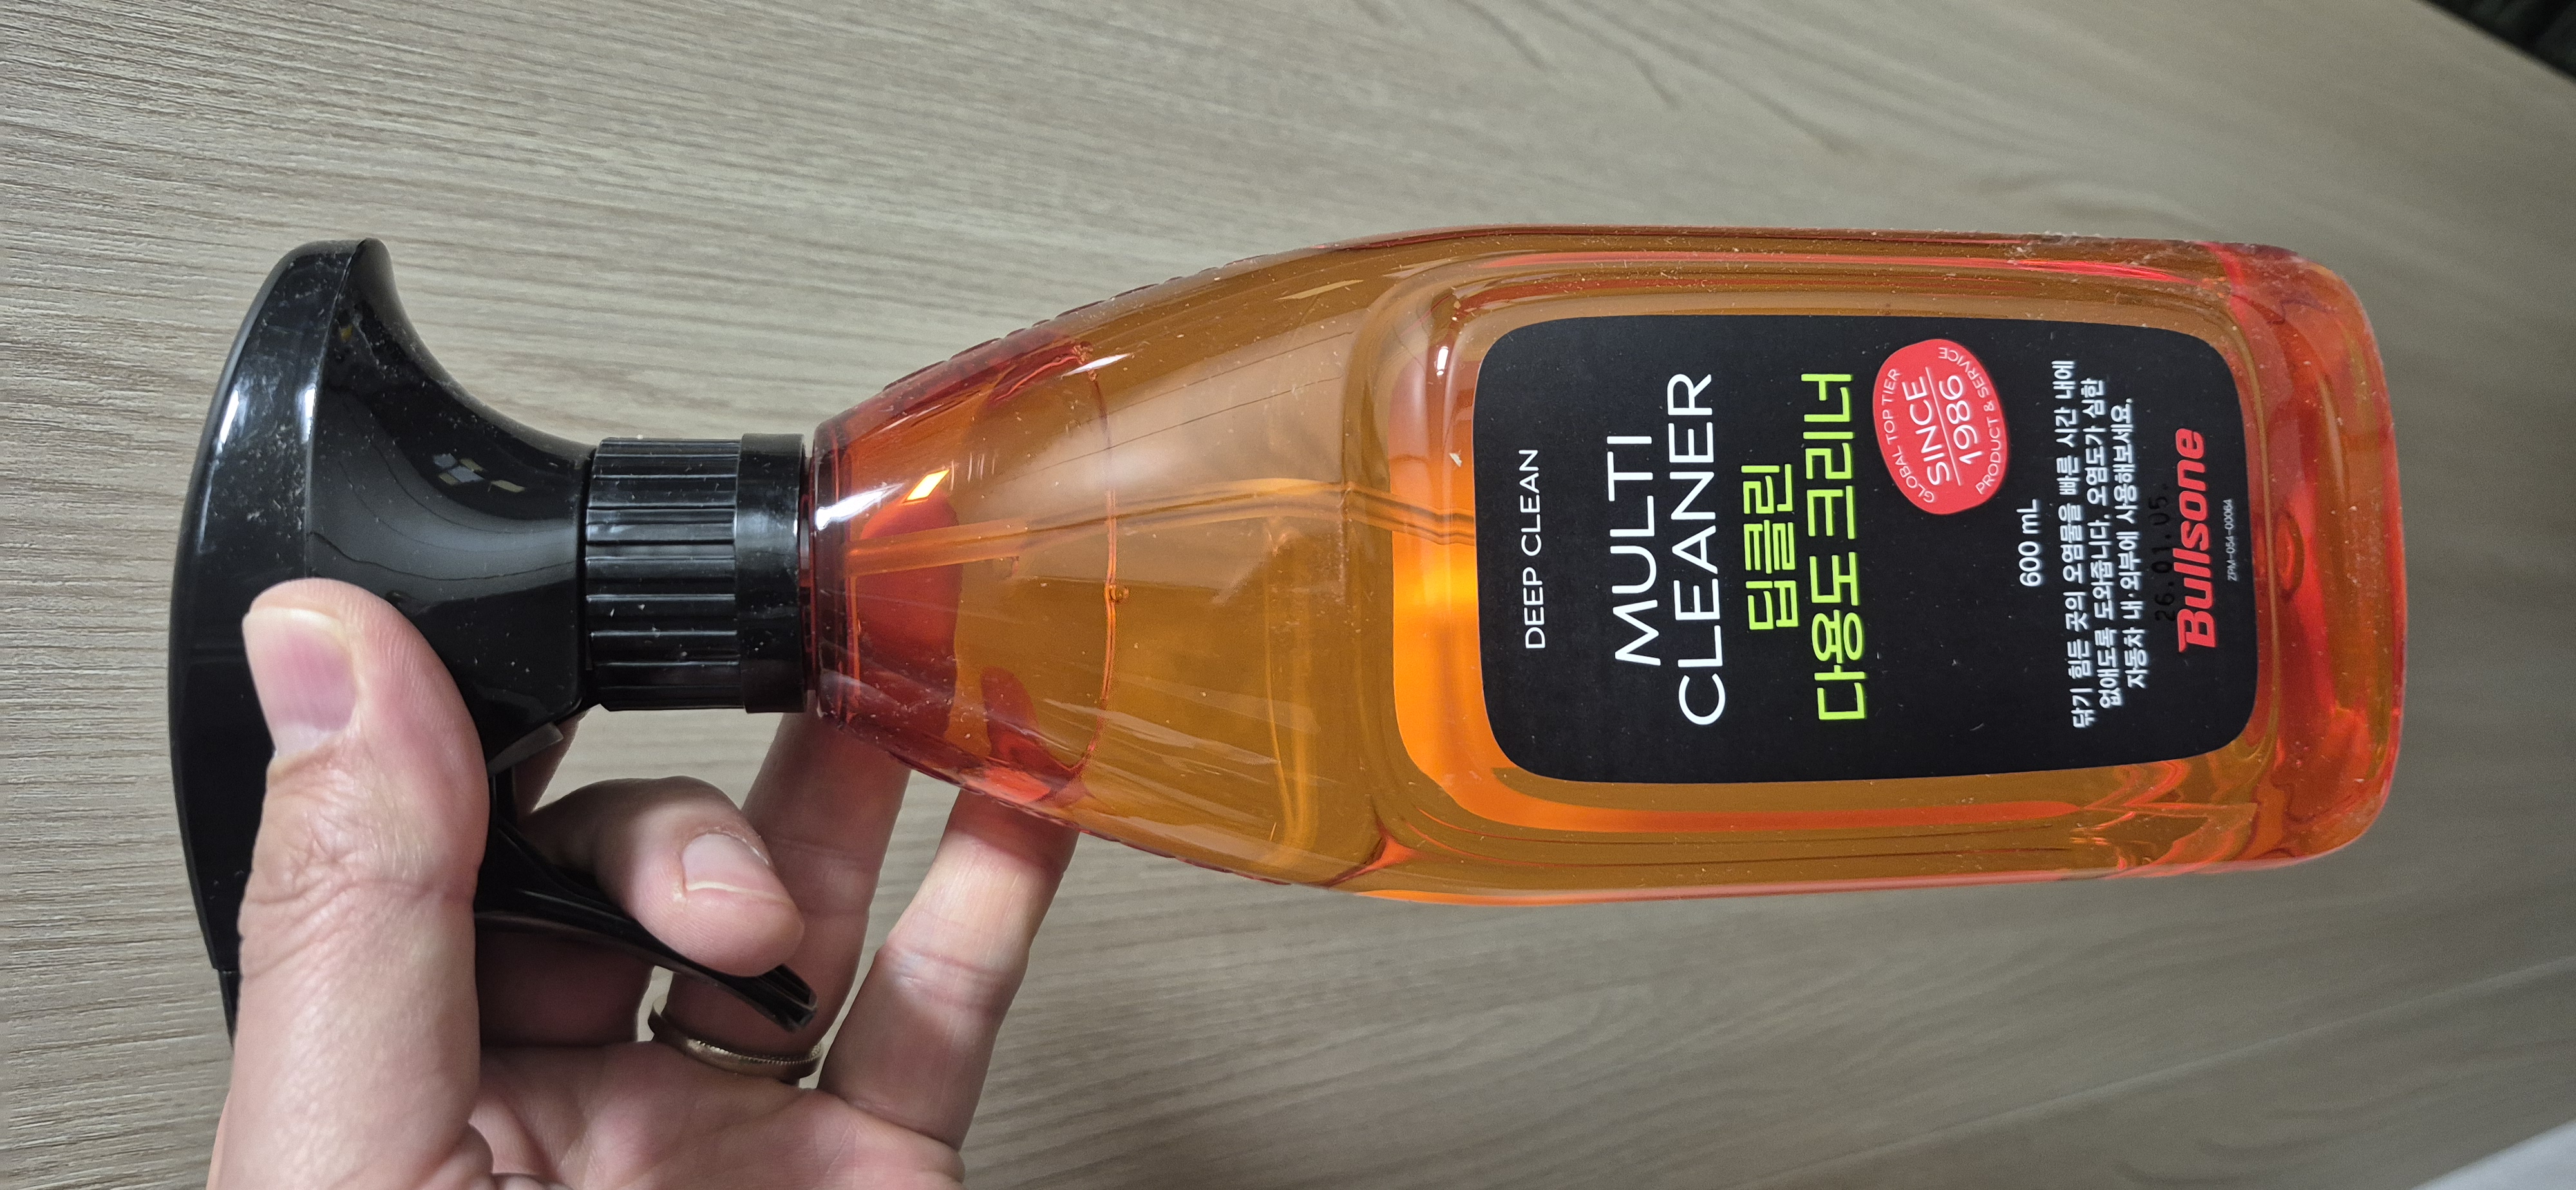 DEEP CLEAN
MULTI
CLEANER
딥클린
다용도 크리너
GLOBAL TOP TIER
SINCE
1986
PRODUCT & SERVICE
600 mL
닦기 힘든 곳의 오염물을 빠른 시간 내에
없애도록 도와줍니다. 오염도가 심한
자동차 내·외부에 사용해보세요.
26.01.05.
Bullsone
ZPM-054-00064